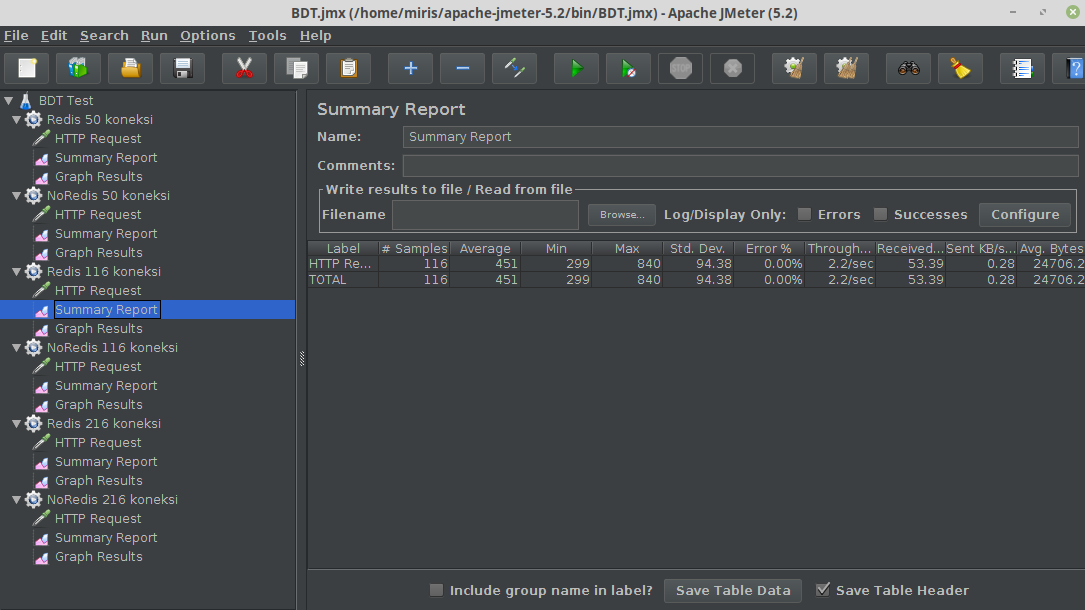 BDT.jmx (/home/miris/apache-jmeter-5.2/bin/BDT.jmx) - Apache JMeter (5.2)
File Edit Search Run Options Tools Help
STOP
?
BDT Test
Redis 50 koneksi
HTTP Request
Summary Report
Graph Results
NoRedis 50 koneksi
HTTP Request
Summary Report
Graph Results
Redis 116 koneksi
HTTP Request
Summary Report
Graph Results
NoRedis 116 koneksi
HTTP Request
Summary Report
Graph Results
Redis 216 koneksi
HTTP Request
Summary Report
Graph Results
NoRedis 216 koneksi
HTTP Request
Summary Report
Graph Results
Summary Report
Name: Summary Report
Comments:
Write results to file / Read from file
Filename Browse... Log/Display Only: Errors Successes Configure
Label # Samples Average Min Max Std. Dev. Error % Through... Received... Sent KB/s... Avg. Bytes
HTTP Re... 116 451 299 840 94.38 0.00% 2.2/sec 53.39 0.28 24706.2
TOTAL 116 451 299 840 94.38 0.00% 2.2/sec 53.39 0.28 24706.2
Include group name in label? Save Table Data Save Table Header